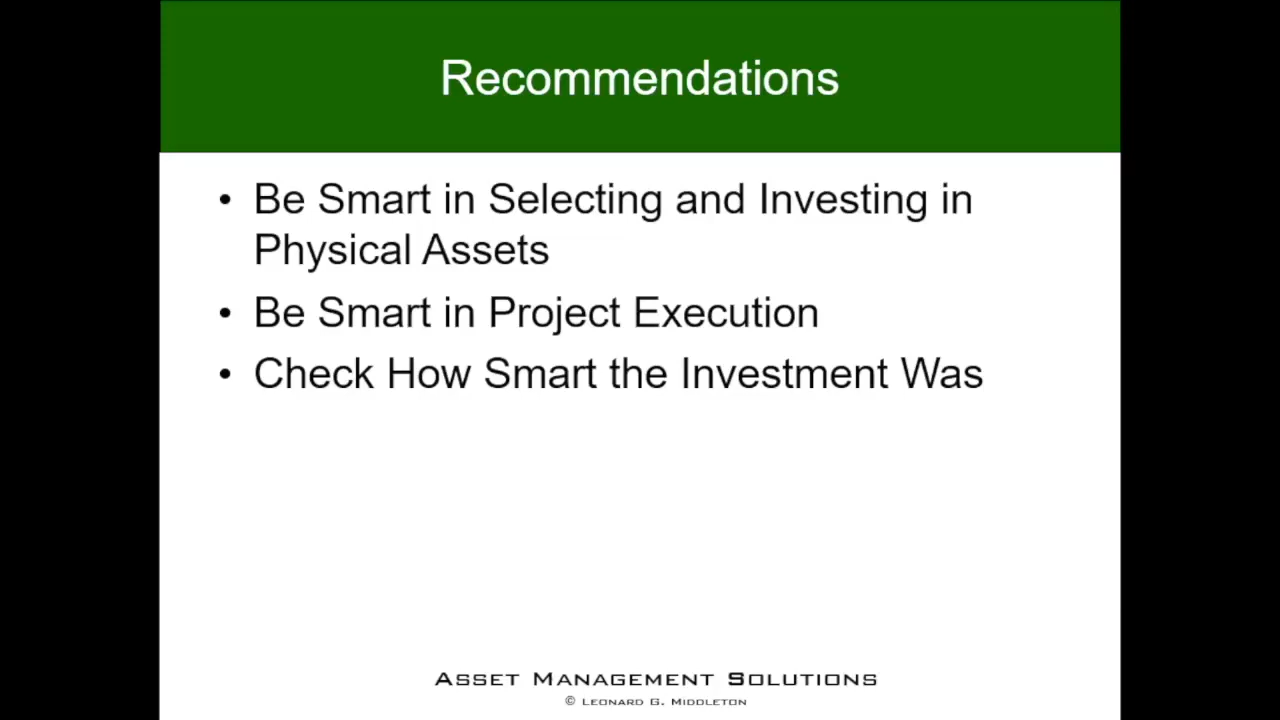 Recommendations
• Be Smart in Selecting and Investing in
Physical Assets
• Be Smart in Project Execution
• Check How Smart the Investment Was
Asset Management Solutions
© Leonard G. Middleton